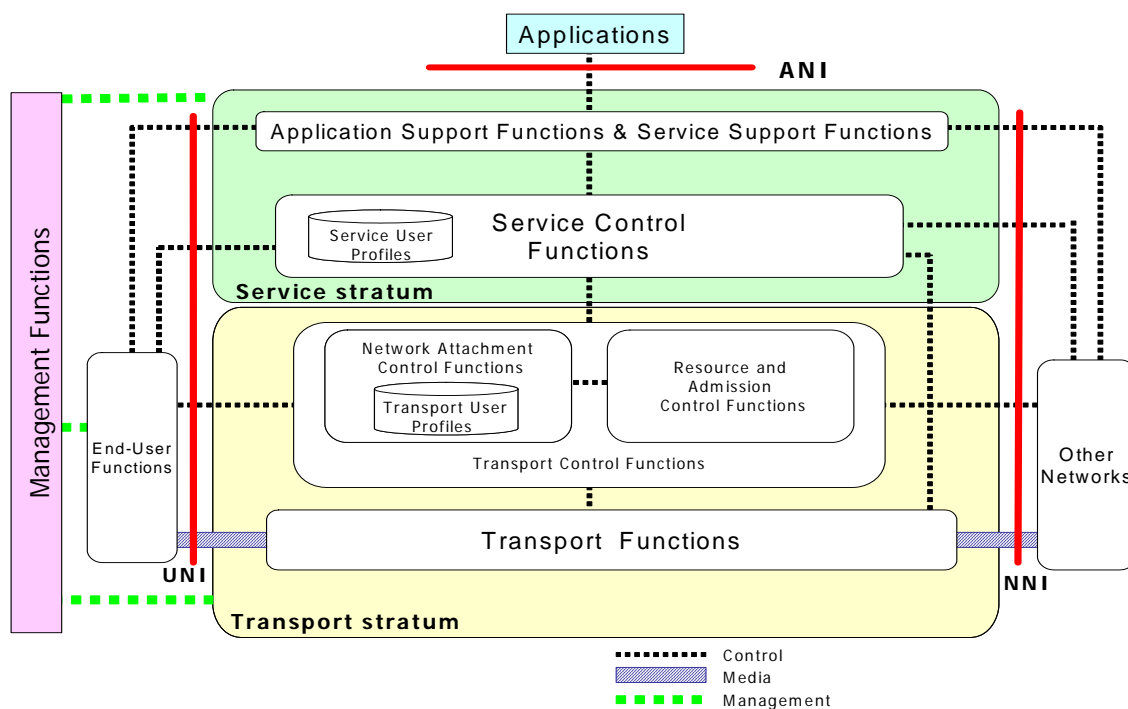 Applications
ANI
Application Support Functions & Service Support Functions
Service Control
Functions
Service User
Profiles
Service stratum
Management Functions
Network Attachment
Control Functions
Transport User
Profiles
Resource and
Admission
Control Functions
Transport Control Functions
End-User
Functions
Other
Networks
Transport Functions
UNI
NNI
Transport stratum
Control
Media
Management